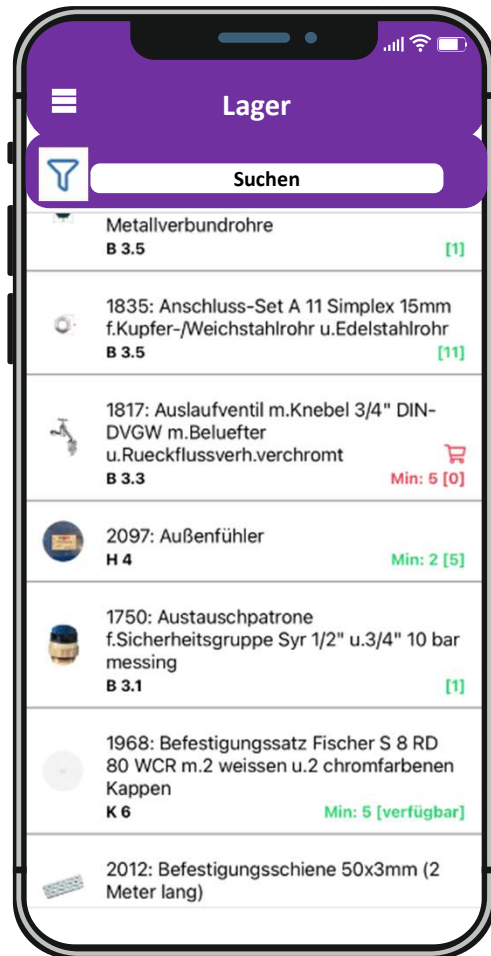 Lager
Suchen
Metallverbundrohre
B 3.5 [1]
1835: Anschluss-Set A 11 Simplex 15mm
f.Kupfer-/Weichstahlrohr u.Edelstahlrohr
B 3.5 [11]
1817: Auslaufventil m.Knebel 3/4" DIN-
DVGW m.Beluefter
u.Rueckflussverh.verchromt
B 3.3 Min: 5 [0]
2097: Außenfühler
H 4 Min: 2 [5]
1750: Austauschpatrone
f.Sicherheitsgruppe Syr 1/2" u.3/4" 10 bar
messing
B 3.1 [1]
1968: Befestigungssatz Fischer S 8 RD
80 WCR m.2 weissen u.2 chromfarbenen
Kappen
K 6 Min: 5 [verfügbar]
2012: Befestigungsschiene 50x3mm (2
Meter lang)